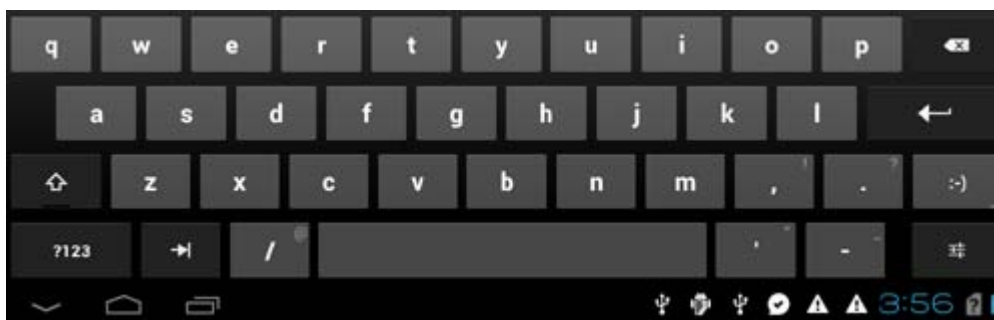 q w e r t y u i o p
a s d f g h j k l
! ?
z x c v b n m , . :-)
@ " _
?123 / ' -
3:56 ?